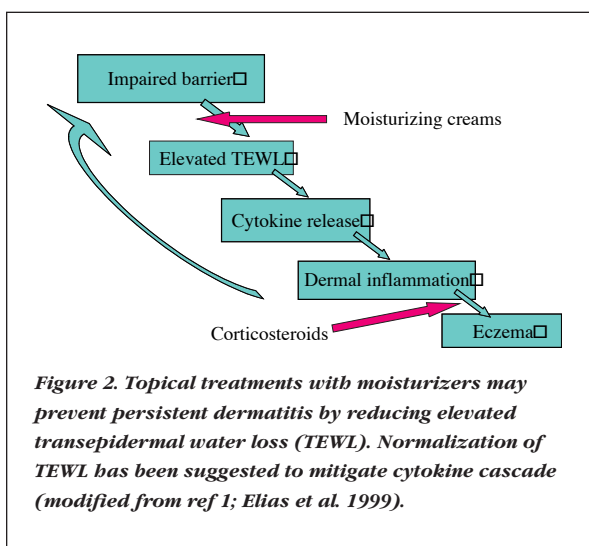 Impaired barrier□
Moisturizing creams
Elevated TEWL□
Cytokine release□
Dermal inflammation□
Corticosteroids
Eczema□
Figure 2. Topical treatments with moisturizers may
prevent persistent dermatitis by reducing elevated
transepidermal water loss (TEWL). Normalization of
TEWL has been suggested to mitigate cytokine cascade
(modified from ref 1; Elias et al. 1999).